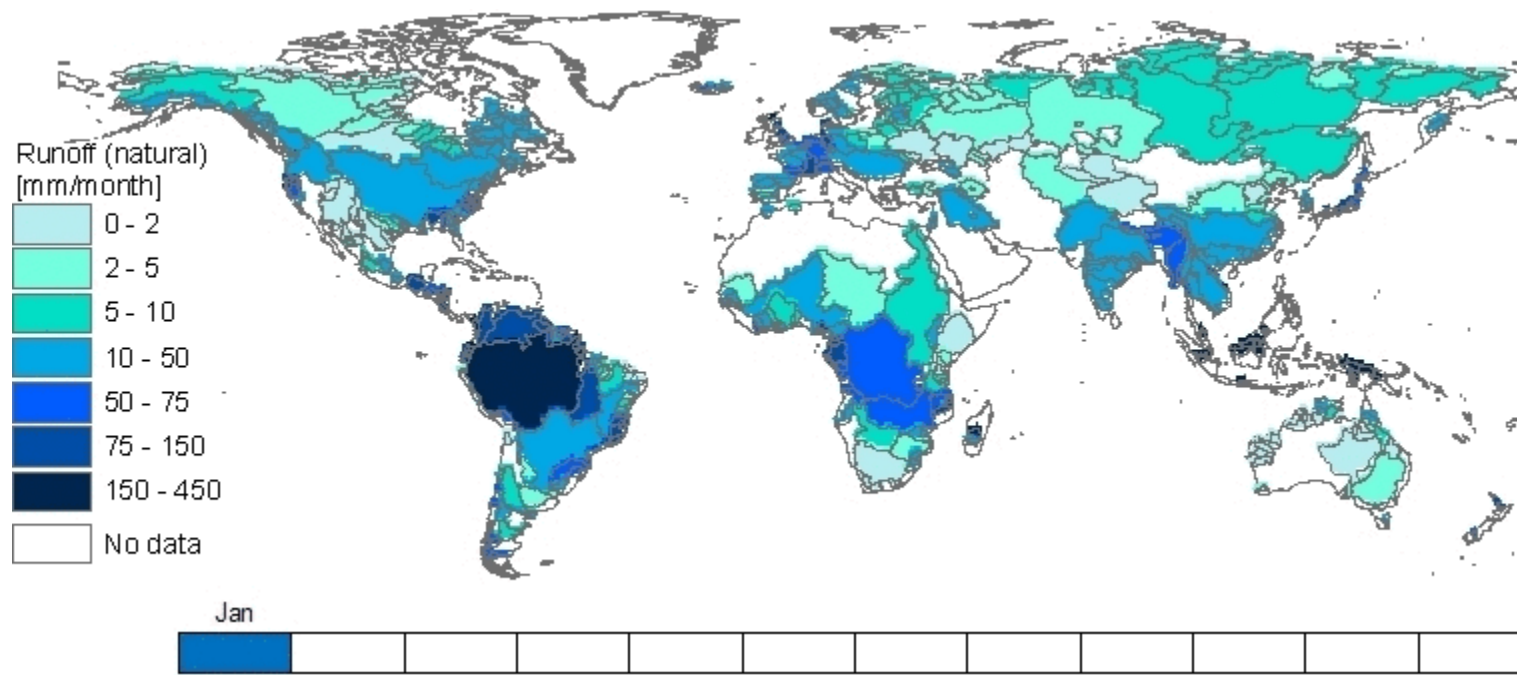 Runoff (natural)
[mm/month]
0 - 2
2 - 5
5 - 10
10 - 50
50 - 75
75 - 150
150 - 450
No data
Jan